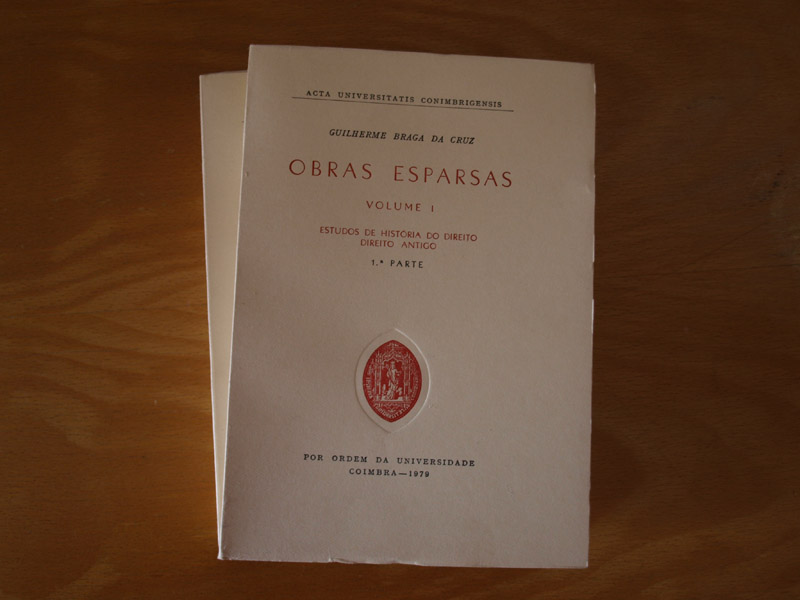 ACTA UNIVERSITATIS CONIMBRIGENSIS
GUILHERME BRAGA DA CRUZ
OBRAS ESPARSAS
VOLUME I
ESTUDOS DE HISTÓRIA DO DIREITO
DIREITO ANTIGO
1.ª PARTE
POR ORDEM DA UNIVERSIDADE
COIMBRA—1979